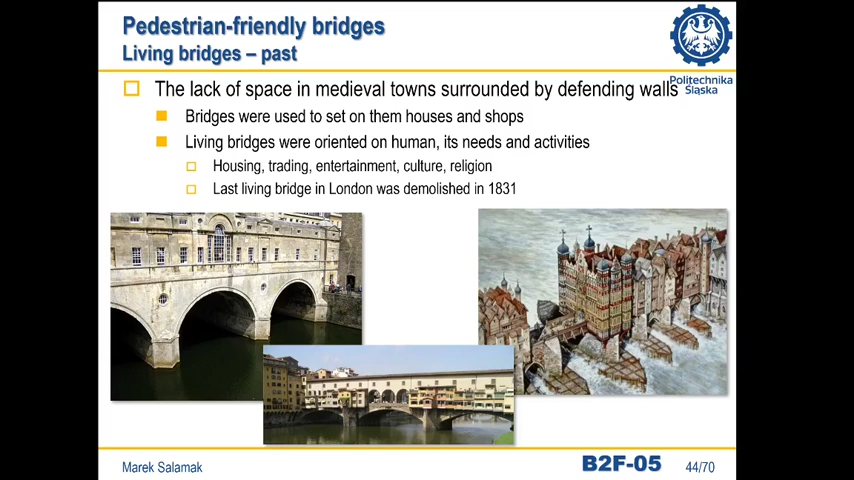 Pedestrian-friendly bridges
Living bridges – past
Politechnika
Śląska
The lack of space in medieval towns surrounded by defending walls
Bridges were used to set on them houses and shops
Living bridges were oriented on human, its needs and activities
Housing, trading, entertainment, culture, religion
Last living bridge in London was demolished in 1831
Marek Salamak
B2F-05
44/70